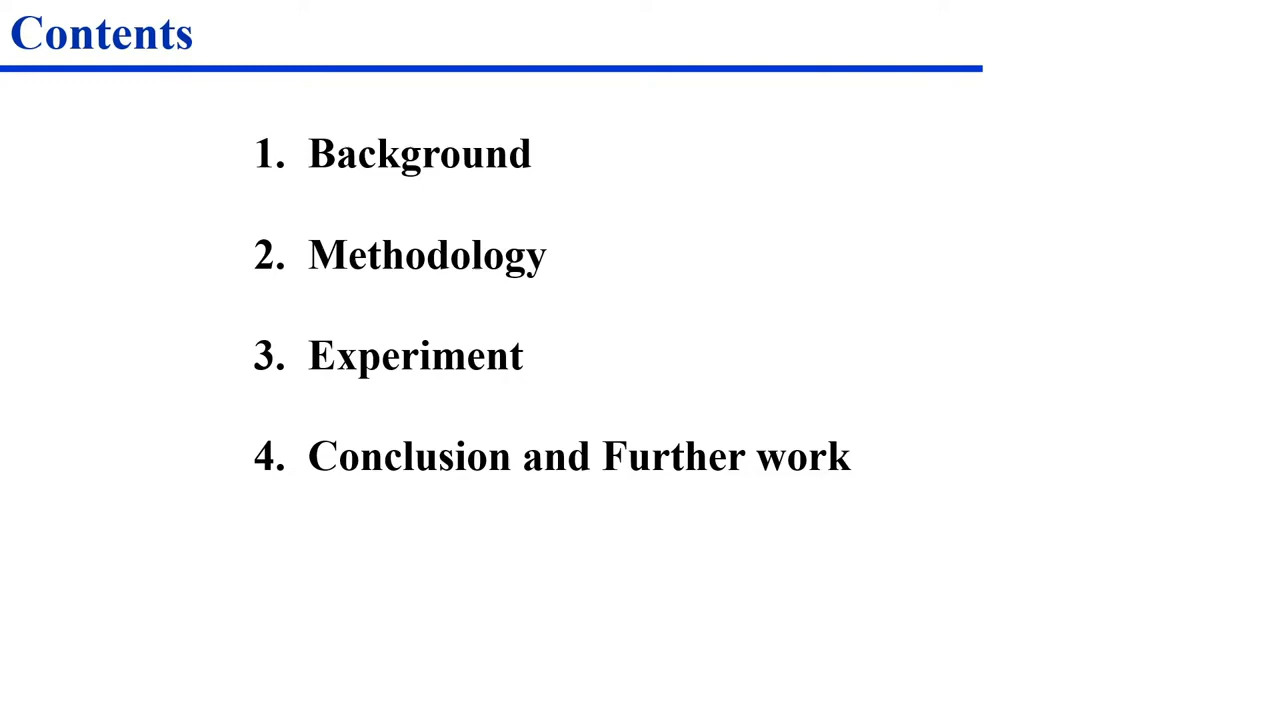 Contents
1. Background
2. Methodology
3. Experiment
4. Conclusion and Further work